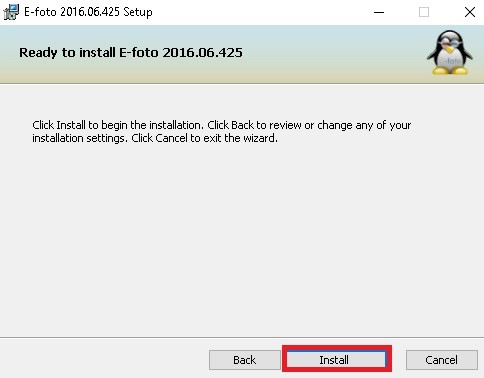 E-foto 2016.06.425 Setup
Ready to install E-foto 2016.06.425
e-foto
Click Install to begin the installation. Click Back to review or change any of your
installation settings. Click Cancel to exit the wizard.
Back Install Cancel